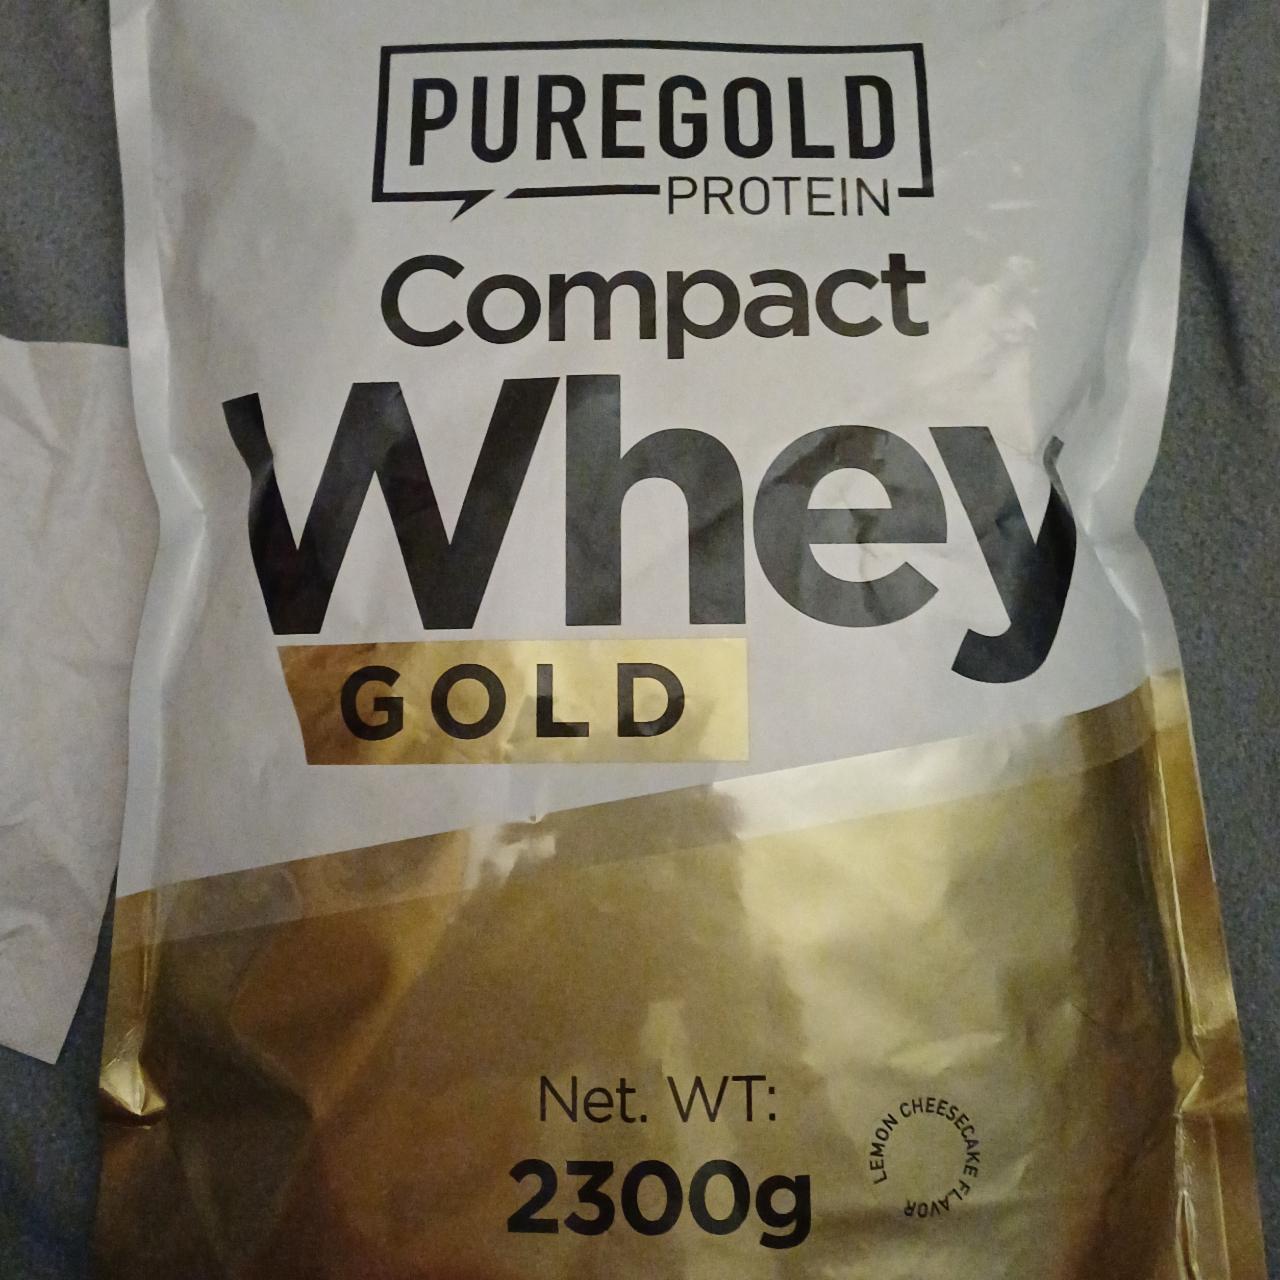 PUREGOLD
PROTEIN
Compact
Whey
GOLD
Net. WT:
2300g
LEMON CHEESECAKE FLAVOR